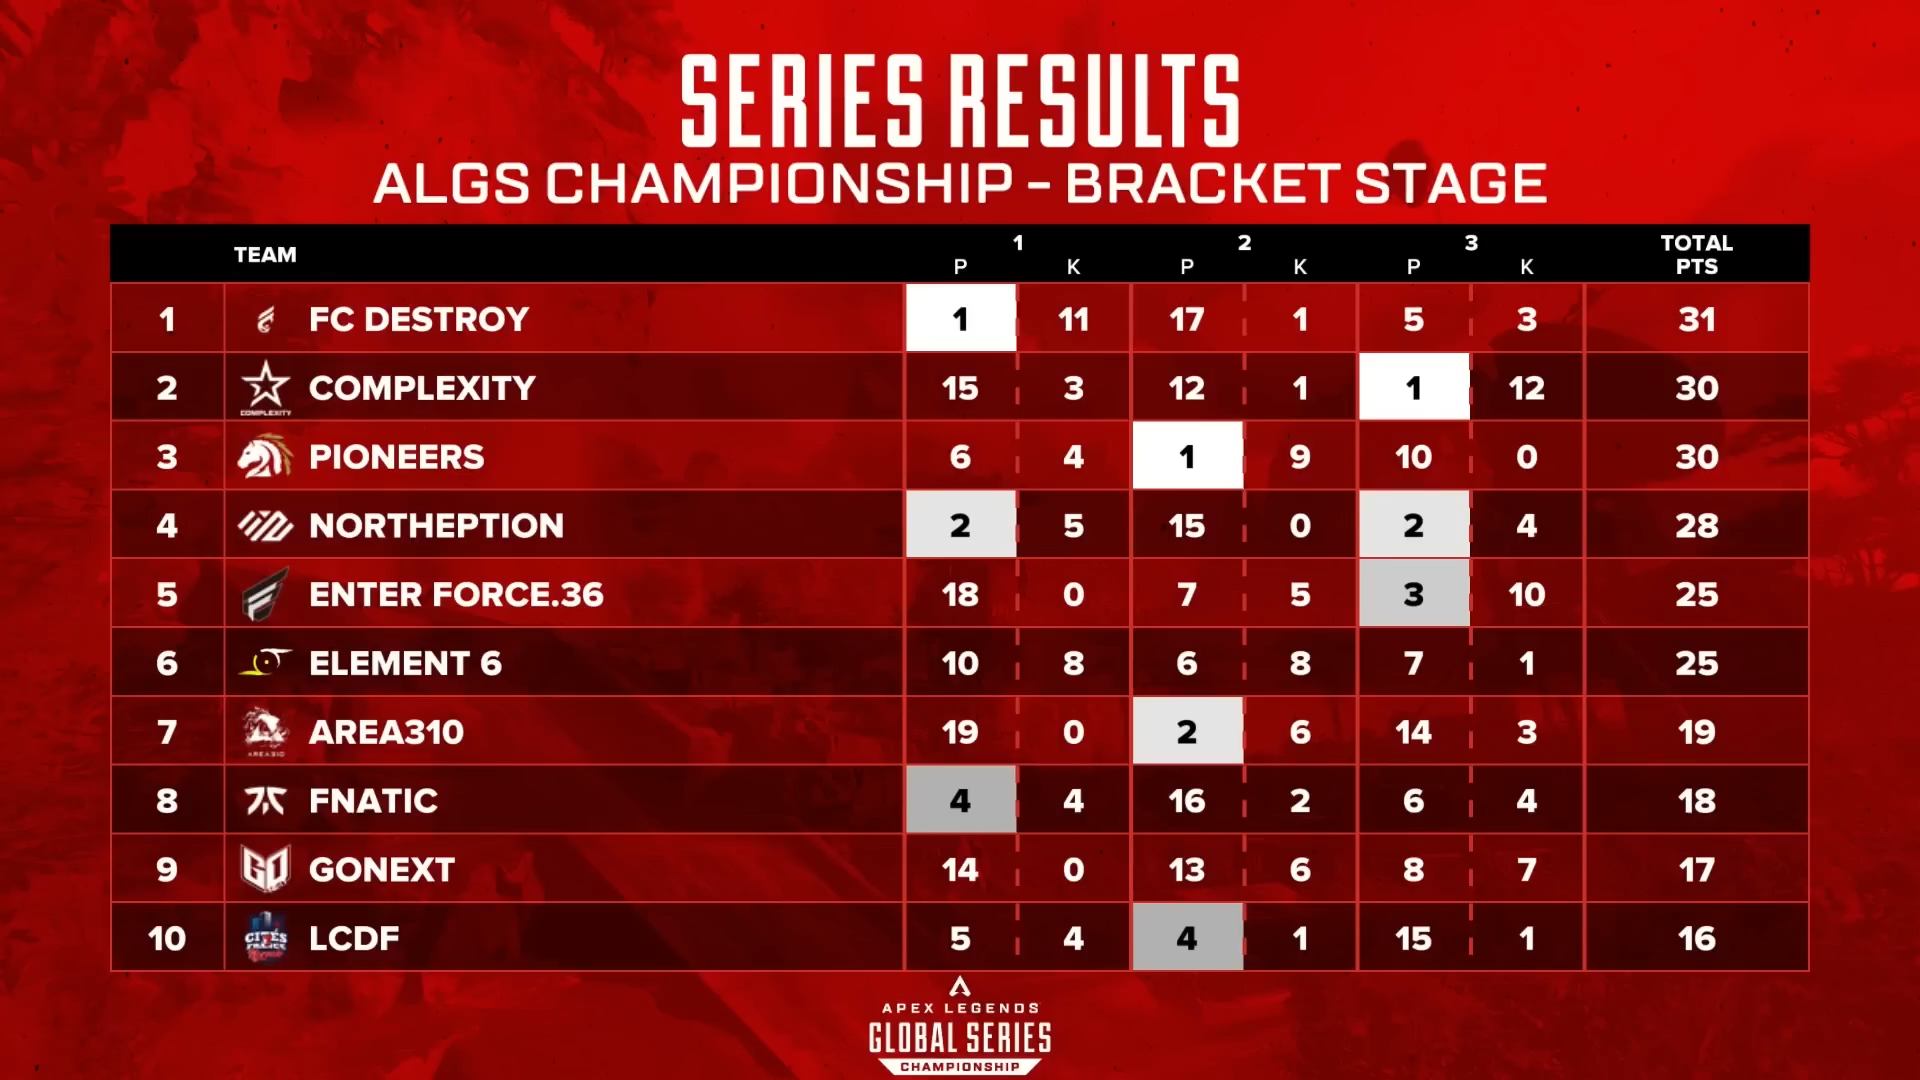 SERIES RESULTS
ALGS CHAMPIONSHIP - BRACKET STAGE
TEAM 1 P K 2 P K 3 P K TOTAL PTS
1 FC DESTROY 1 11 17 1 5 3 31
2 COMPLEXITY COMPLEXITY 15 3 12 1 1 12 30
3 PIONEERS 6 4 1 9 10 0 30
4 NORTHEPTION 2 5 15 0 2 4 28
5 ENTER FORCE.36 18 0 7 5 3 10 25
6 ELEMENT 6 10 8 6 8 7 1 25
7 AREA310 AREA310 19 0 2 6 14 3 19
8 FNATIC 4 4 16 2 6 4 18
9 GO GONEXT 14 0 13 6 8 7 17
10 CITÉS LCDF 5 4 4 1 15 1 16
APEX LEGENDS
GLOBAL SERIES
CHAMPIONSHIP